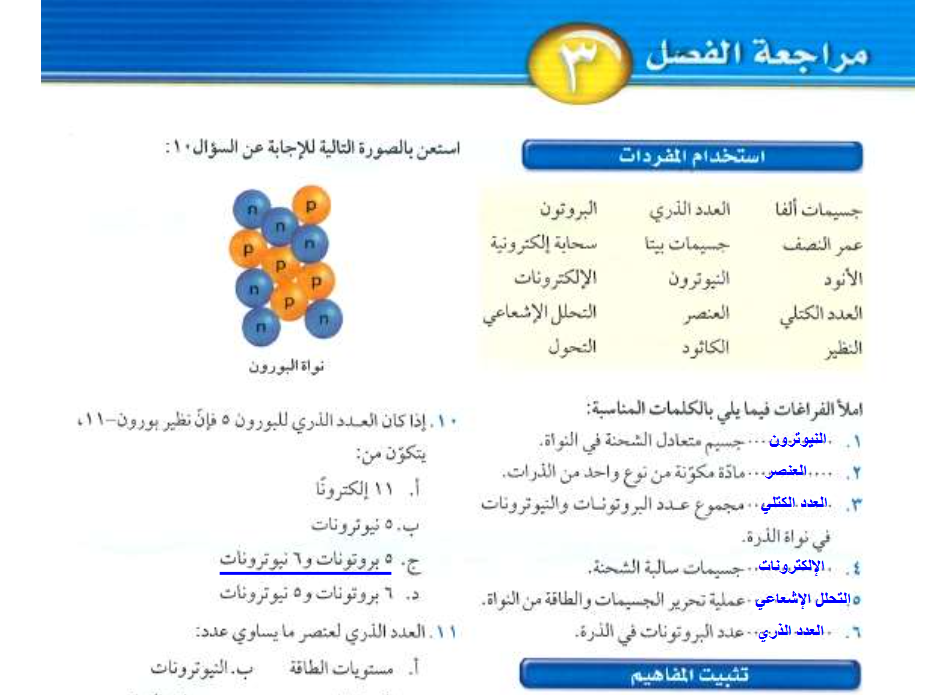 مراجعة الفصل ٣
استخدام المفردات
جسيمات ألفا العدد الذري البروتون
عمر النصف جسيمات بيتا سحابة إلكترونية
الأنود النيوترون الإلكترونات
العدد الكتلي العنصر التحلل الإشعاعي
النظير الكاثود التحول
املأ الفراغات فيما يلي بالكلمات المناسبة:
١. النيوترون... جسيم متعادل الشحنة في النواة.
٢. ....العنصر... مادّة مكوّنة من نوع واحد من الذرات.
٣. .العدد الكتلي.. مجموع عدد البروتونات والنيوترونات
في نواة الذرة.
٤. .الإلكترونات.. جسيمات سالبة الشحنة.
٥التحلل الإشعاعي. عملية تحرير الجسيمات والطاقة من النواة.
٦. .العدد الذري.. عدد البروتونات في الذرة.
تثبيت المفاهيم
استعن بالصورة التالية للإجابة عن السؤال ١٠:
n p
n
p n
p
n p
p
n n
نواة البورون
١٠. إذا كان العدد الذري للبورون ٥ فإنّ نظير بورون-١١،
يتكوّن من:
أ. ١١ إلكترونًا
ب. ٥ نيوترونات
ج. ٥ بروتونات و٦ نيوترونات
د. ٦ بروتونات و٥ نيوترونات
١١. العدد الذري لعنصر ما يساوي عدد:
أ. مستويات الطاقة ب. النيوترونات